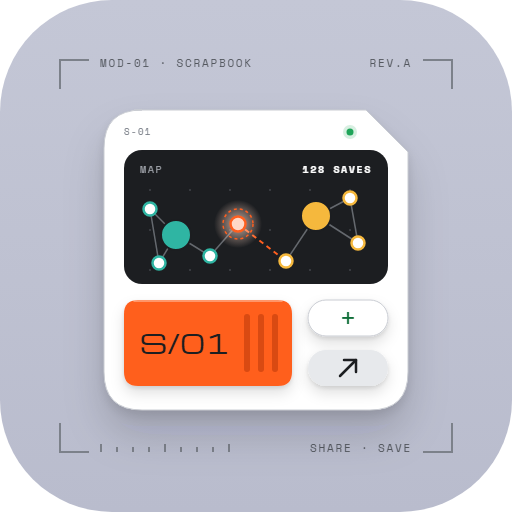 MOD-01 · SCRAPBOOK REV.A
S-01
MAP 128 SAVES
S/01
+
SHARE · SAVE